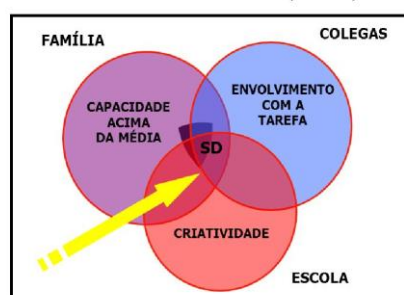 FAMÍLIA
COLEGAS
CAPACIDADE
ACIMA
DA MÉDIA
ENVOLVIMENTO
COM A
TAREFA
SD
CRIATIVIDADE
ESCOLA